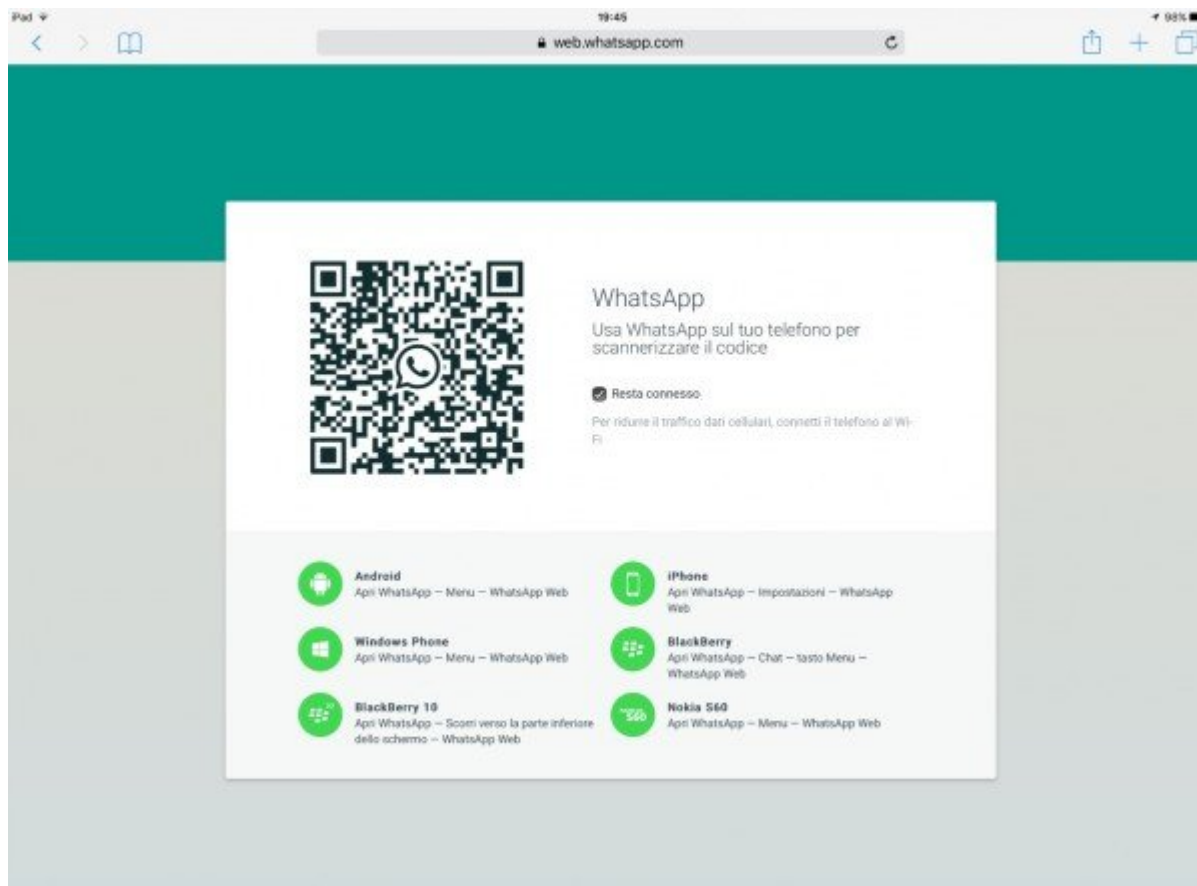 iPad
19:45
98%
web.whatsapp.com
WhatsApp
Usa WhatsApp sul tuo telefono per
scannerizzare il codice
Resta connesso
Per ridurre il traffico dati cellulari, connetti il telefono al Wi-
Fi
Android
Apri WhatsApp – Menu – WhatsApp Web
iPhone
Apri WhatsApp – Impostazioni – WhatsApp
Web
Windows Phone
Apri WhatsApp – Menu – WhatsApp Web
BlackBerry
Apri WhatsApp – Chat – tasto Menu –
WhatsApp Web
BlackBerry 10
Apri WhatsApp – Scorri verso la parte inferiore
dello schermo – WhatsApp Web
Nokia S60
Apri WhatsApp – Menu – WhatsApp Web